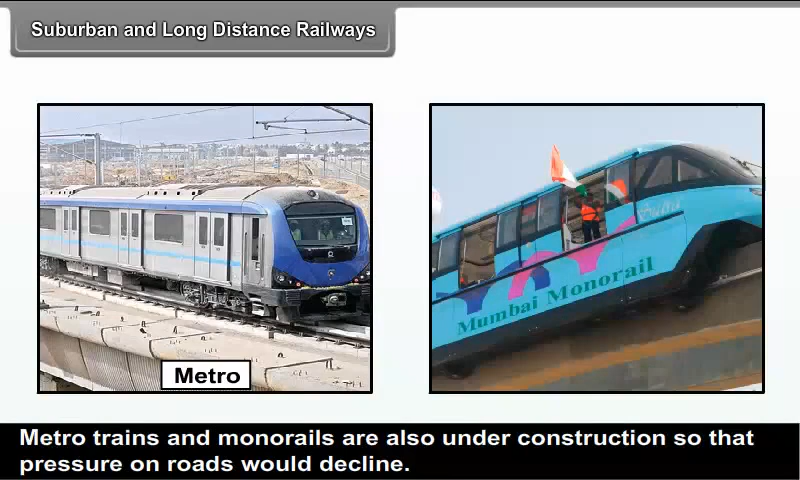 Suburban and Long Distance Railways
Metro
Mumbai Monorail
Metro trains and monorails are also under construction so that
pressure on roads would decline.